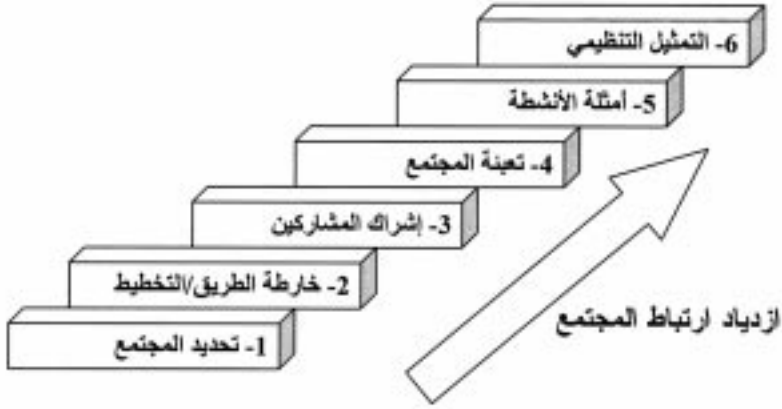 6- التمثيل التنظيمي
5- أمثلة الأنشطة
4- تعبئة المجتمع
3- إشراك المشاركين
2- خارطة الطريق/التخطيط
1- تحديد المجتمع
ازدياد ارتباط المجتمع